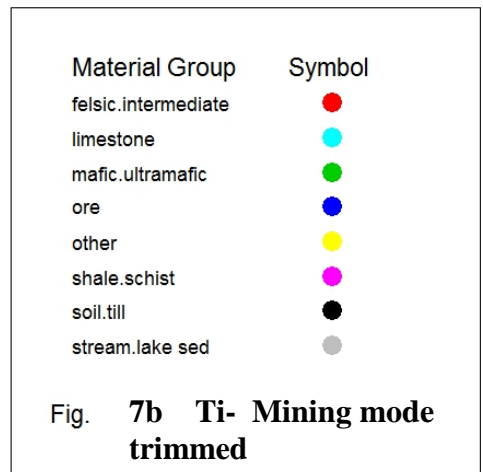 Material Group Symbol
felsic.intermediate
limestone
mafic.ultramafic
ore
other
shale.schist
soil.till
stream.lake sed
Fig. 7b Ti- Mining mode
trimmed